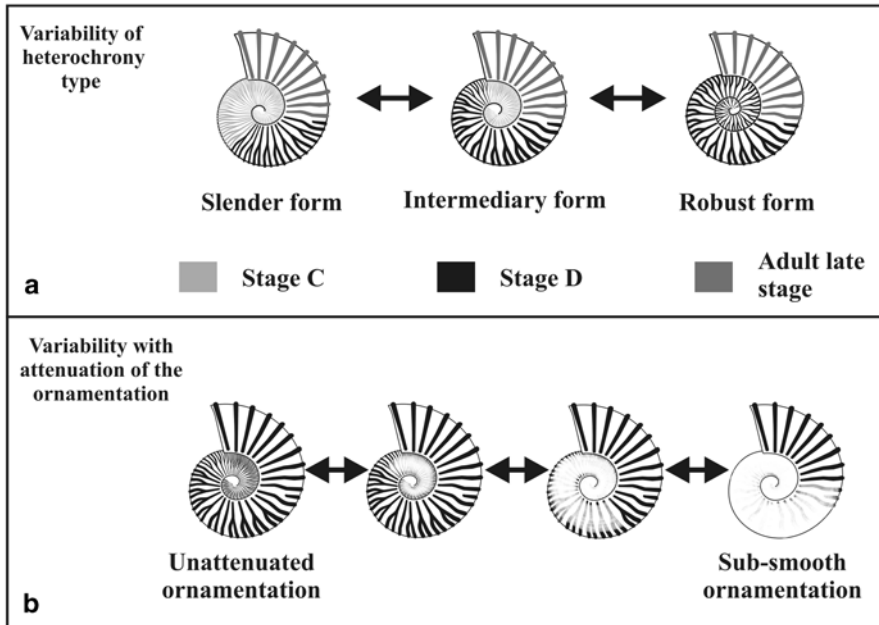 Variability of
heterochrony
type
Slender form
Intermediary form
Robust form
Stage C
Stage D
Adult late
stage
a
Variability with
attenuation of the
ornamentation
Unattenuated
ornamentation
Sub-smooth
ornamentation
b